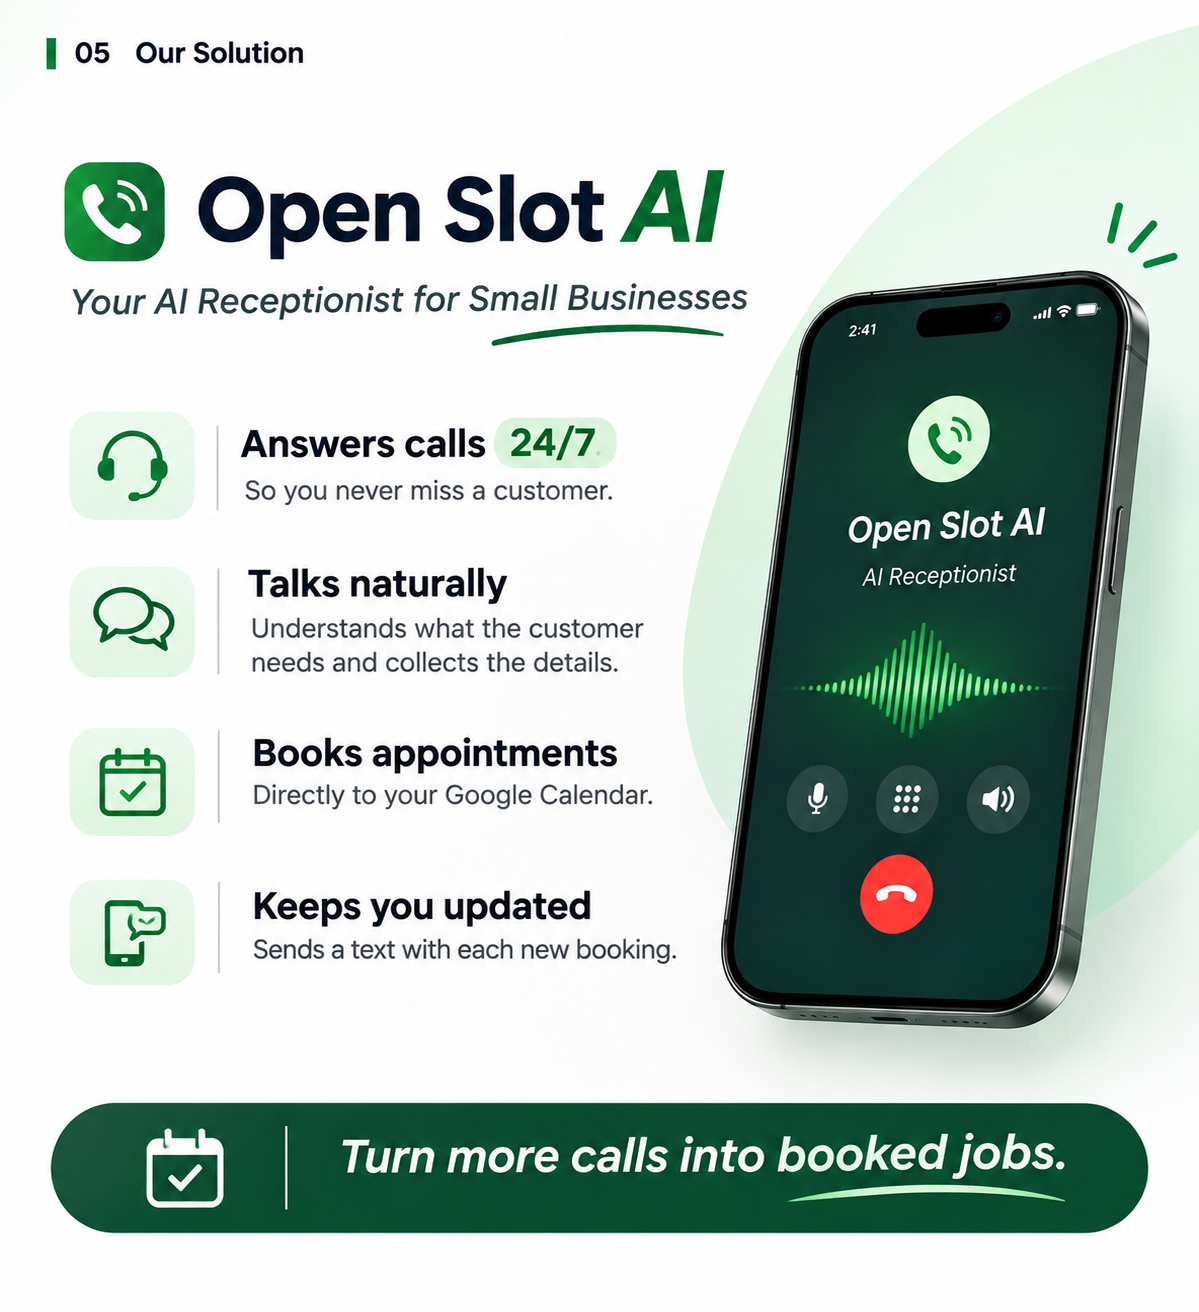 05 Our Solution
Open Slot AI
Your AI Receptionist for Small Businesses
Answers calls 24/7
So you never miss a customer.
Talks naturally
Understands what the customer
needs and collects the details.
Books appointments
Directly to your Google Calendar.
Keeps you updated
Sends a text with each new booking.
2:41
Open Slot AI
AI Receptionist
Turn more calls into booked jobs.